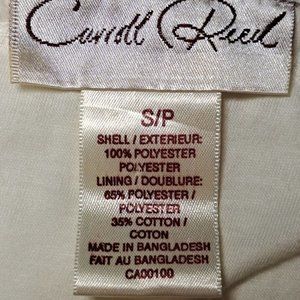 Carroll Reed
S/P
SHELL / EXTERIEUR:
100% POLYESTER
POLYESTER
LINING / DOUBLURE:
65% POLYESTER /
POLYESTER
35% COTTON /
COTON
MADE IN BANGLADESH
FAIT AU BANGLADESH
CA00100